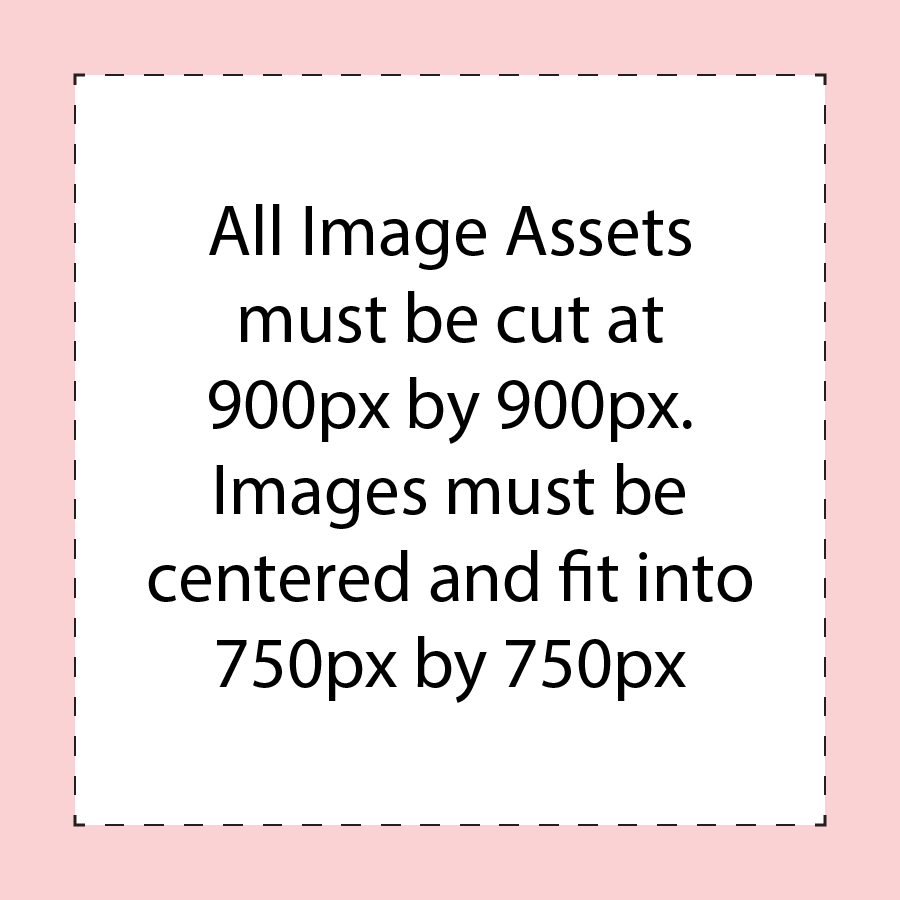 All Image Assets
must be cut at
900px by 900px.
Images must be
centered and fit into
750px by 750px